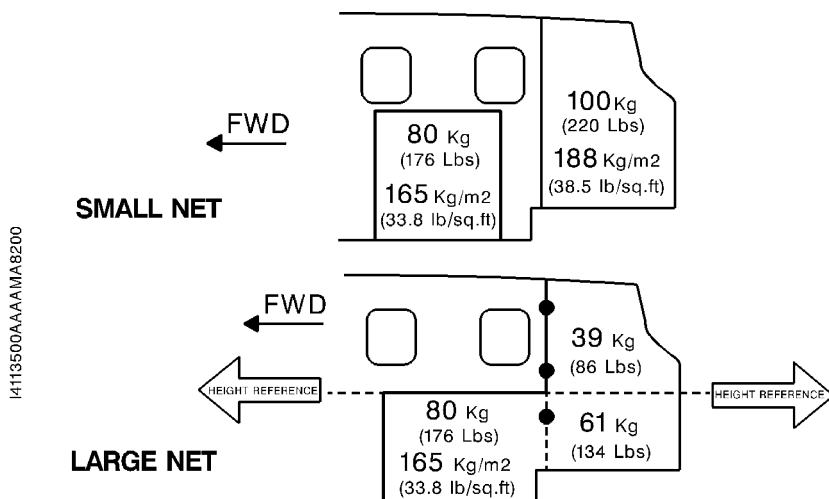 FWD
SMALL NET
80 Kg
(176 Lbs)
165 Kg/m2
(33.8 lb/sq.ft)
100 Kg
(220 Lbs)
188 Kg/m2
(38.5 lb/sq.ft)
I4113500AAAAMA8200
FWD
HEIGHT REFERENCE
HEIGHT REFERENCE
LARGE NET
39 Kg
(86 Lbs)
80 Kg
(176 Lbs)
165 Kg/m2
(33.8 lb/sq.ft)
61 Kg
(134 Lbs)